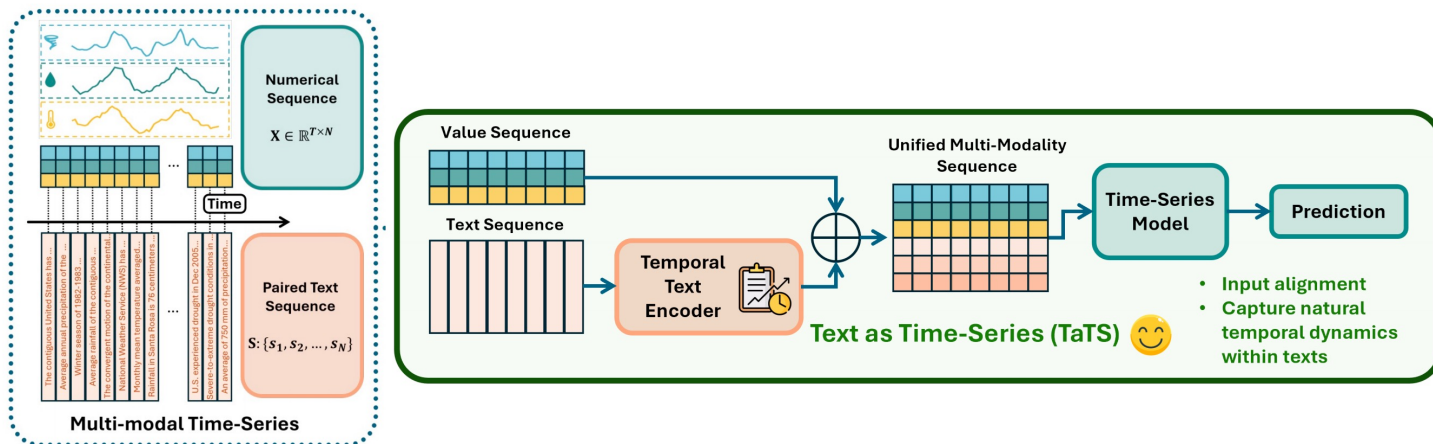 Numerical
Sequence
X ∈ ℝ^{T×N}
...
Time
The contiguous United States has ...
Average annual precipitation of the ...
Winter season of 1982-1983 ...
Average rainfall of the contiguous ...
The convergent motion of the continental,
National Weather Service (NWS) has ...
Monthly mean temperature averaged...
Rainfall in Santa Rosa is 76 centimeters ...
...
U.S. experienced drought in Dec 2005...
Severe-to-extreme drought conditions in ...
An average of 750 mm of precipitation...
Paired Text
Sequence
S: {s₁, s₂, ... , s_N}
Multi-modal Time-Series
Value Sequence
Text Sequence
Temporal
Text
Encoder
Unified Multi-Modality
Sequence
Time-Series
Model
Prediction
Text as Time-Series (TaTS)
• Input alignment
• Capture natural
temporal dynamics
within texts